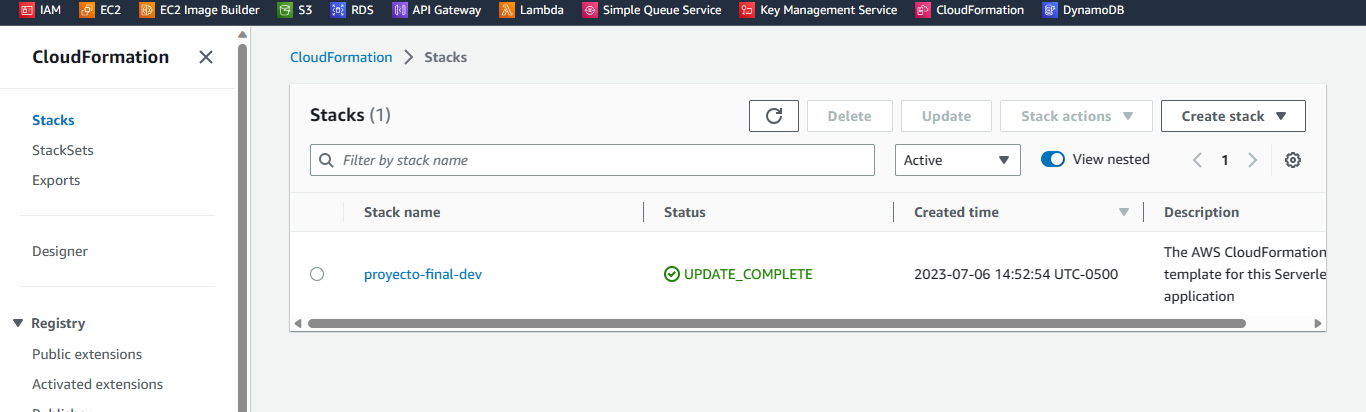 IAM EC2 EC2 Image Builder S3 RDS API Gateway Lambda Simple Queue Service Key Management Service CloudFormation DynamoDB
CloudFormation
Stacks
StackSets
Exports
Designer
Registry
Public extensions
Activated extensions
CloudFormation Stacks
Stacks (1)
Delete Update Stack actions Create stack
Filter by stack name
Active
View nested
1
Stack name Status Created time Description
proyecto-final-dev UPDATE_COMPLETE 2023-07-06 14:52:54 UTC-0500
The AWS CloudFormation
template for this Serverle
application